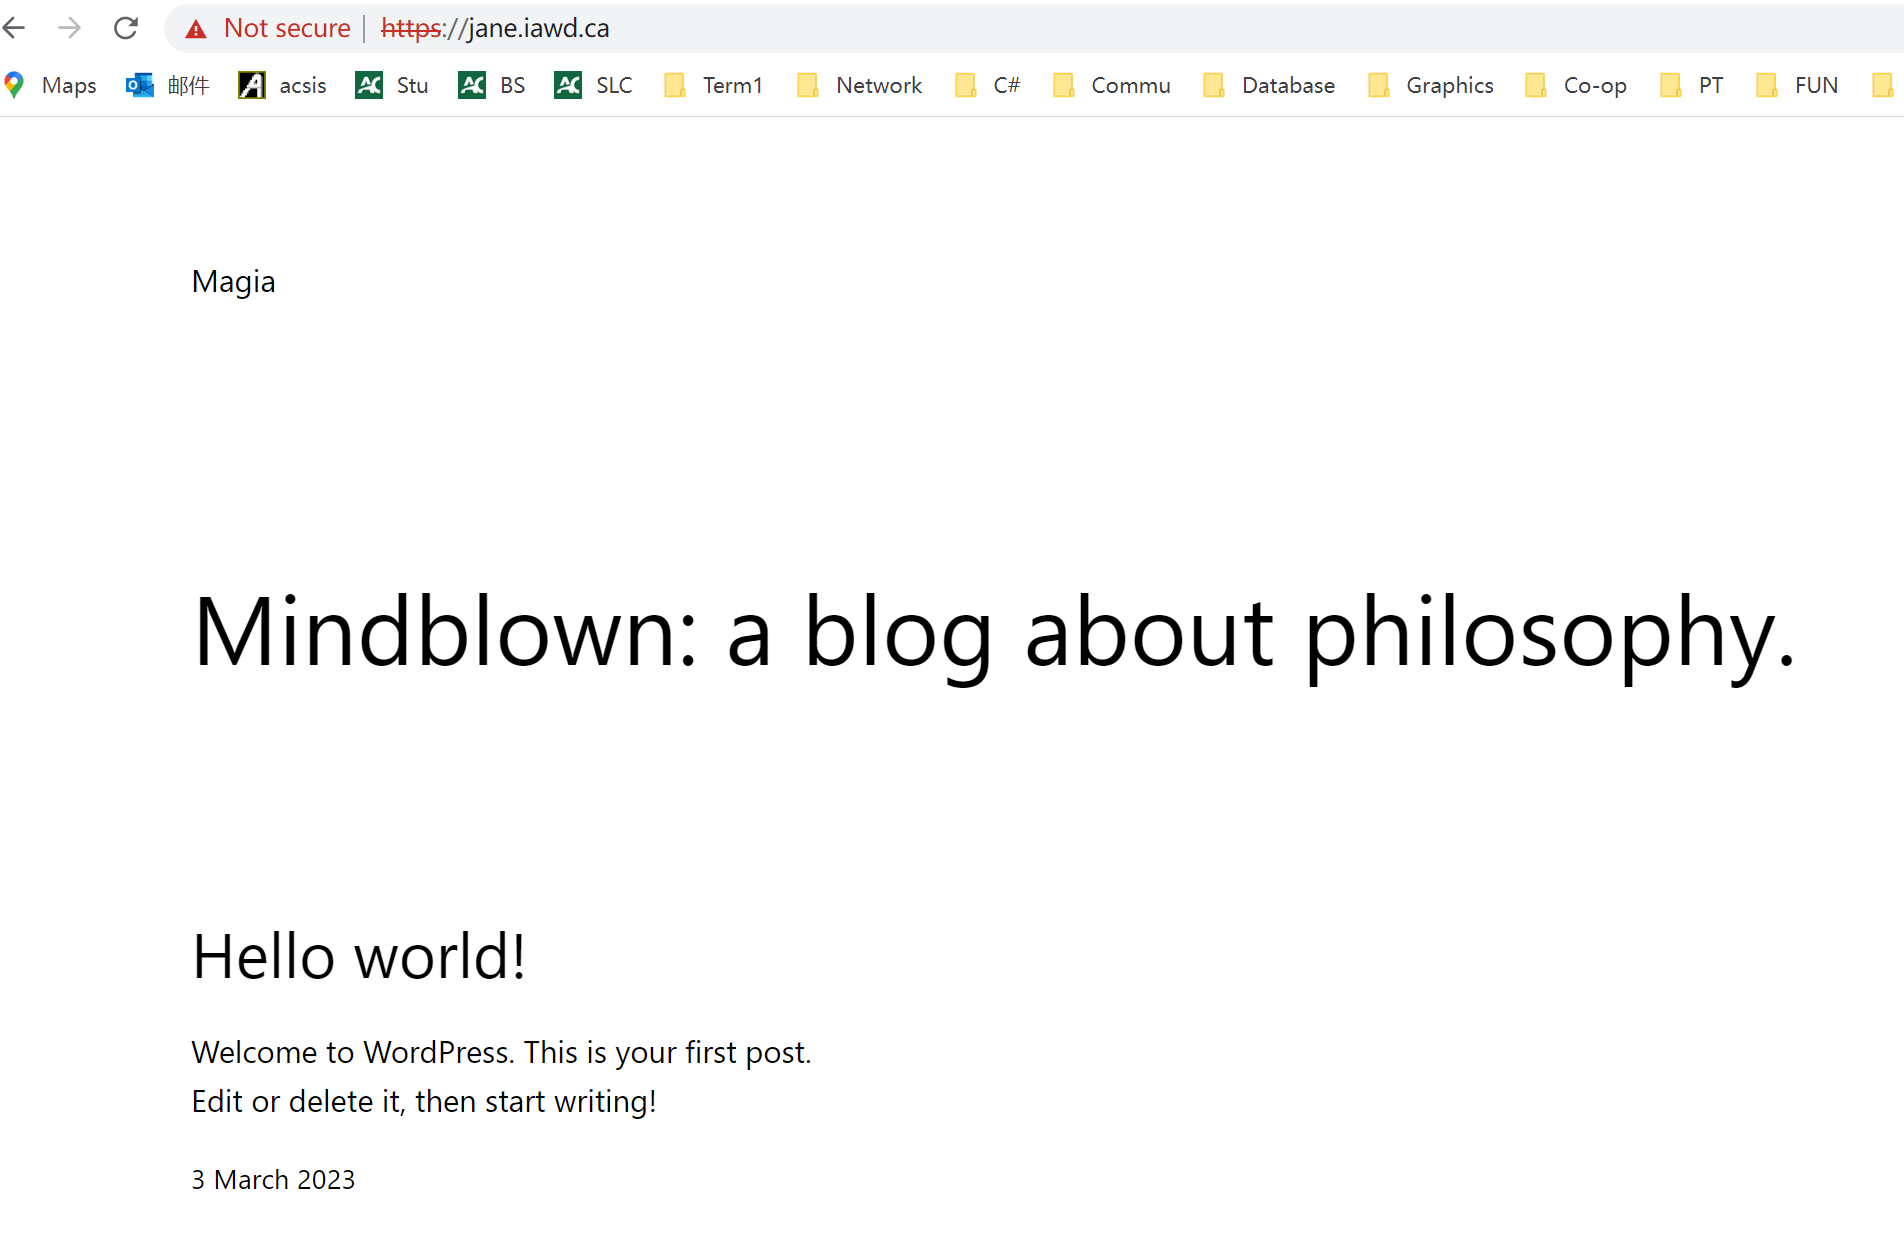 Not secure | https://jane.iawd.ca
Maps 邮件 acsis Stu BS SLC Term1 Network C# Commu Database Graphics Co-op PT FUN
Magia
Mindblown: a blog about philosophy.
Hello world!
Welcome to WordPress. This is your first post.
Edit or delete it, then start writing!
3 March 2023